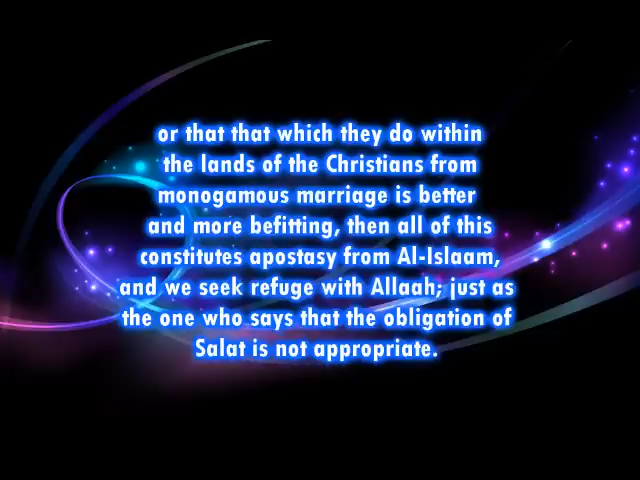 or that that which they do within
the lands of the Christians from
monogamous marriage is better
and more befitting, then all of this
constitutes apostasy from Al-Islaam,
and we seek refuge with Allaah; just as
the one who says that the obligation of
Salat is not appropriate.